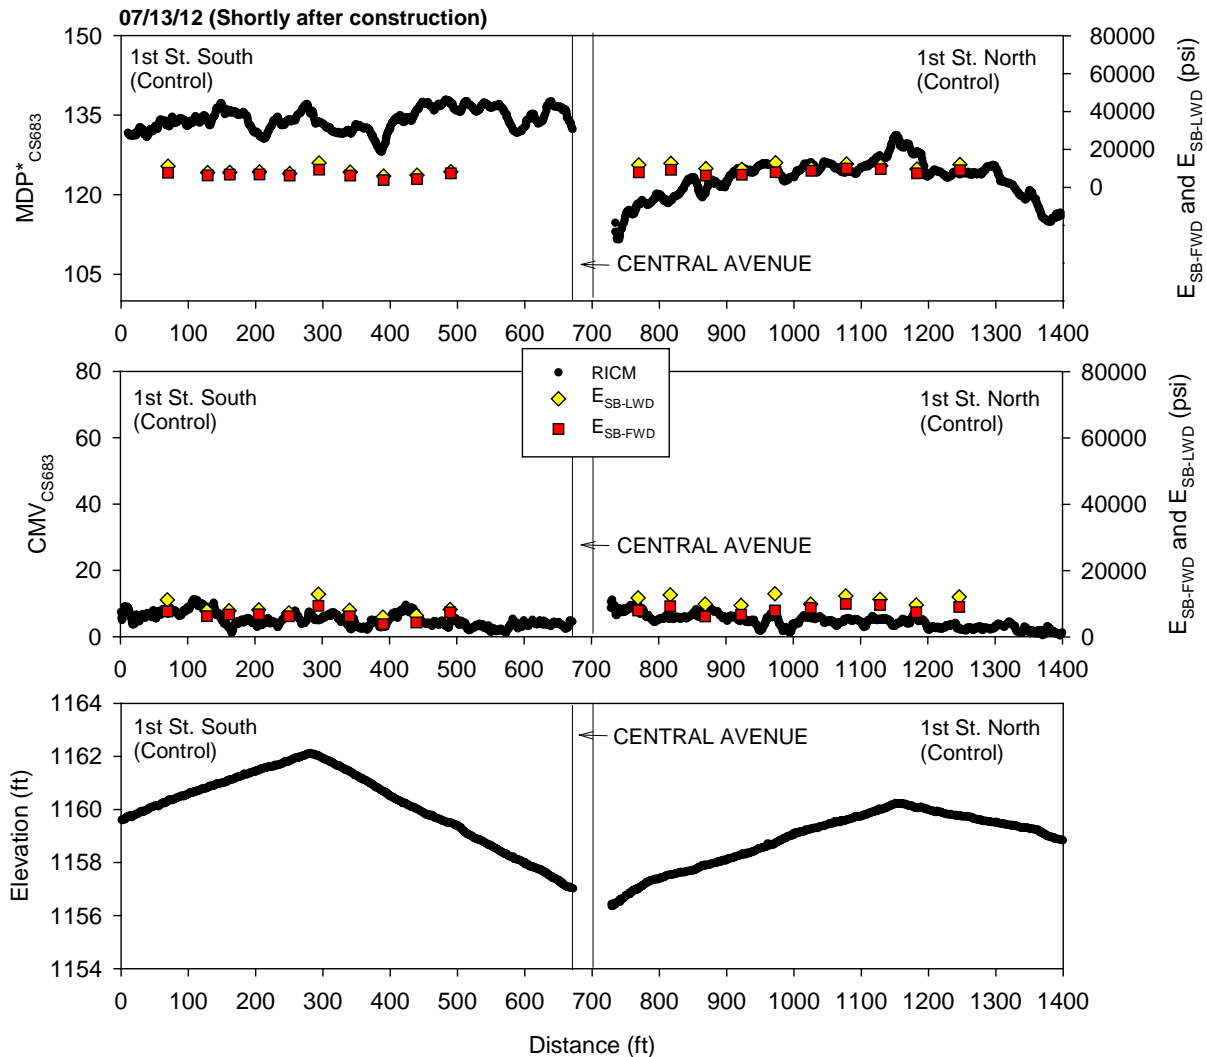 07/13/12 (Shortly after construction)
150
135
120
105
MDP*CS683
1st St. South
(Control)
1st St. North
(Control)
CENTRAL AVENUE
80000
60000
40000
20000
0
ESB-FWD and ESB-LWD (psi)
0 100 200 300 400 500 600 700 800 900 1000 1100 1200 1300 1400
80
60
40
20
0
CMVCS683
1st St. South
(Control)
RICM
ESB-LWD
ESB-FWD
1st St. North
(Control)
CENTRAL AVENUE
80000
60000
40000
20000
0
ESB-FWD and ESB-LWD (psi)
0 100 200 300 400 500 600 700 800 900 1000 1100 1200 1300 1400
1164
1162
1160
1158
1156
1154
Elevation (ft)
1st St. South
(Control)
CENTRAL AVENUE
1st St. North
(Control)
0 100 200 300 400 500 600 700 800 900 1000 1100 1200 1300 1400
Distance (ft)